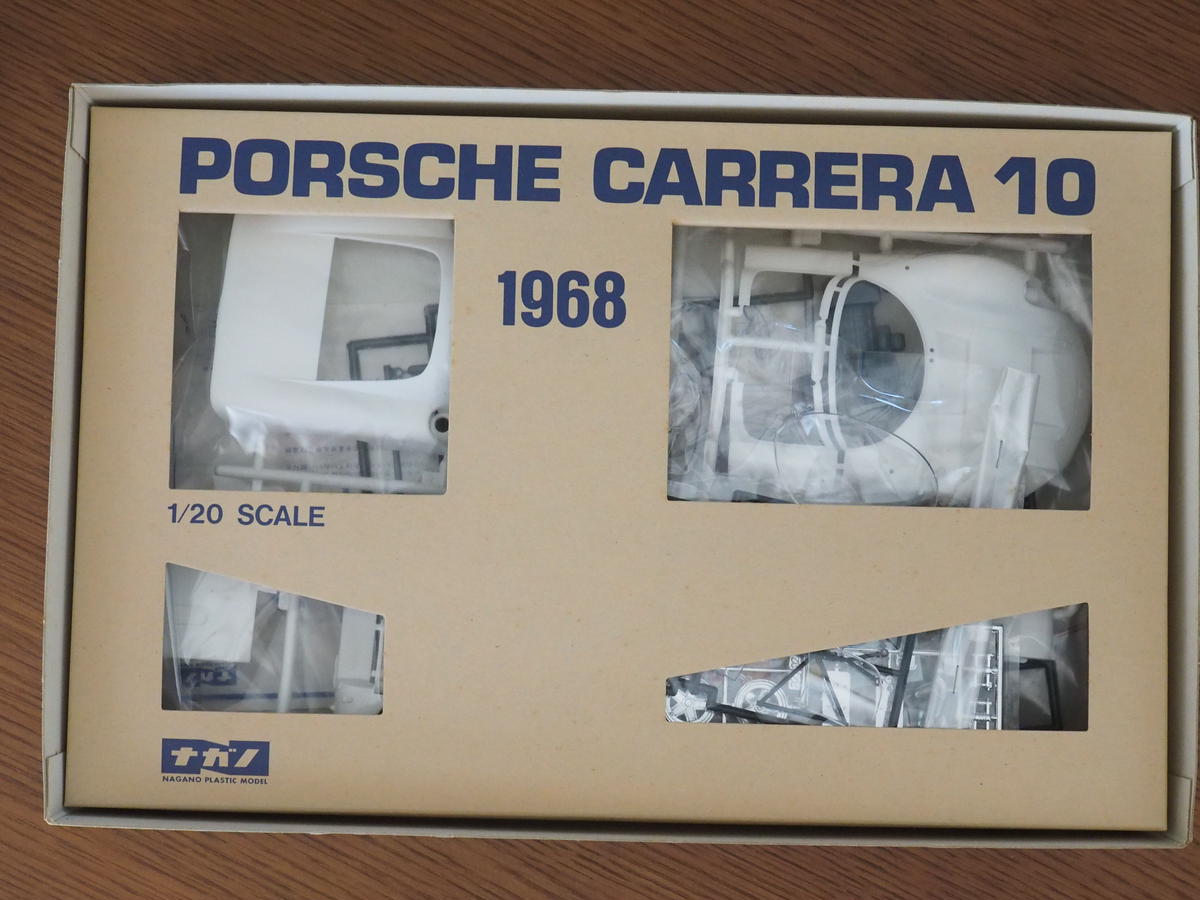 PORSCHE CARRERA 10
1968
1/20 SCALE
ナガノ
NAGANO PLASTIC MODEL